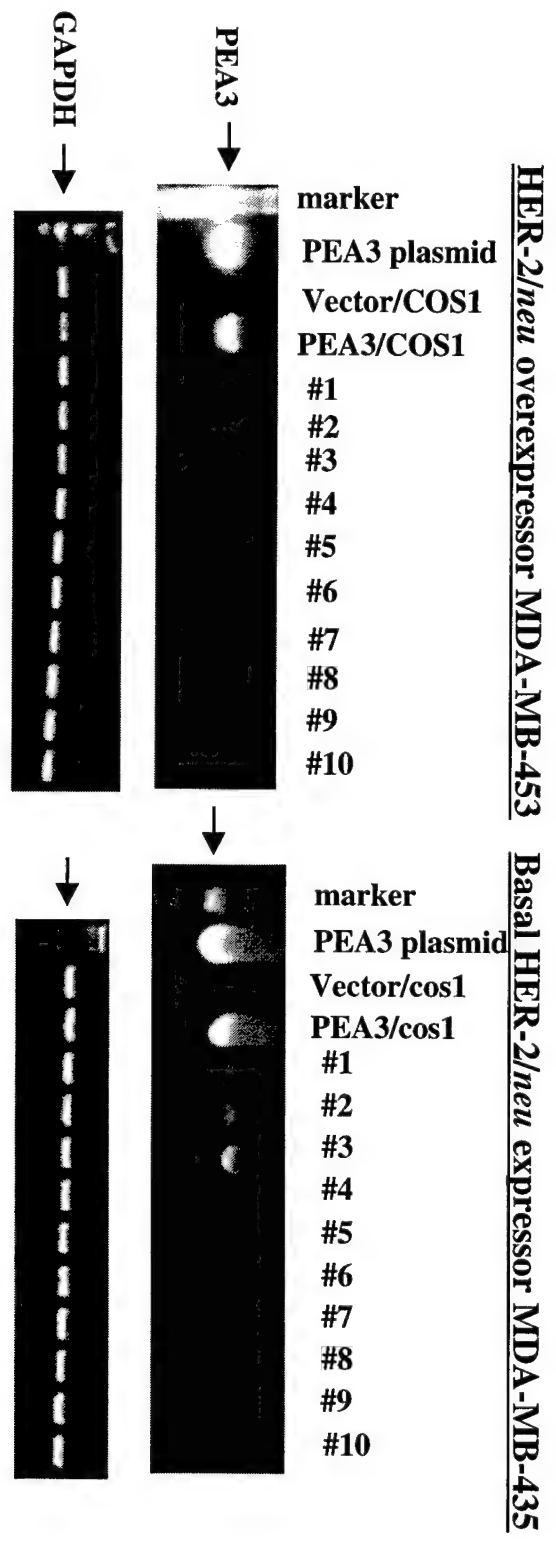 HER-2/neu overexpressor MDA-MB-453
PEA3
GAPDH
marker
PEA3 plasmid
Vector/COS1
PEA3/COS1
#1
#2
#3
#4
#5
#6
#7
#8
#9
#10
Basal HER-2/neu expressor MDA-MB-435
marker
PEA3 plasmid
Vector/cos1
PEA3/cos1
#1
#2
#3
#4
#5
#6
#7
#8
#9
#10